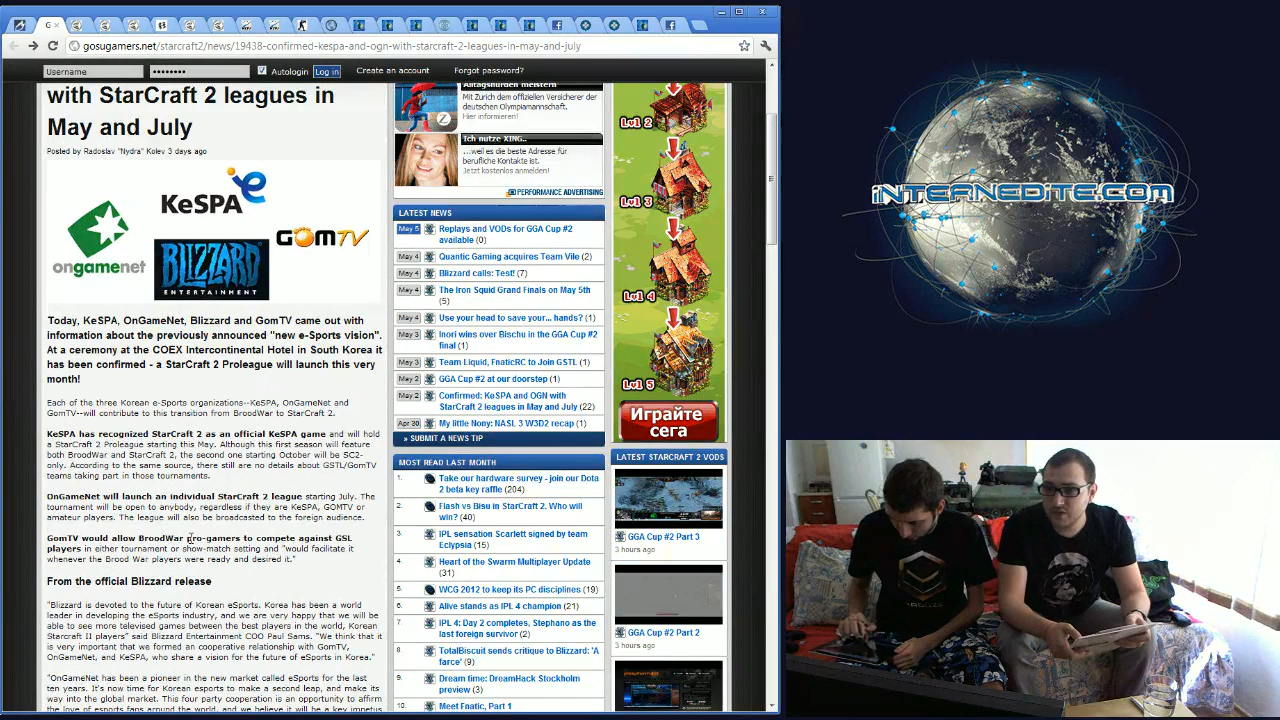 G
gosugamers.net/starcraft2/news/19438-confirmed-kespa-and-ogn-with-starcraft-2-leagues-in-may-and-july
Username
••••••••
Autologin
Log in
Create an account
Forgot password?
with StarCraft 2 leagues in
May and July
Posted by Radoslav "Nydra" Kolev 3 days ago
KeSPA
ongamenet
BLIZZARD
ENTERTAINMENT
GOMTV
Today, KeSPA, OnGameNet, Blizzard and GomTV came out with
information about the previously announced "new e-Sports vision".
At a ceremony at the COEX Intercontinental Hotel in South Korea it
has been confirmed - a StarCraft 2 Proleague will launch this very
month!
Each of the three Korean e-Sports organizations--KeSPA, OnGameNet and
GomTV--will contribute to this transition from BroodWar to StarCraft 2.
KeSPA has recognized StarCraft 2 as an official KeSPA game and will hold
a StarCraft 2 Proleague starting this May. Although this first season will feature
both BroodWar and StarCraft 2, the second one starting October will be SC2-
only. According to the same source, there still are no details about GSTL/GomTV
teams taking part in those tournaments.
OnGameNet will launch an individual StarCraft 2 league starting July. The
tournament will be open to anybody, regardless if they are KeSPA, GOMTV or
amateur players. The league will also be broadcasted to the foreign audience.
GomTV would allow BroodWar pro-gamers to compete against GSL
players in either tournament or show-match setting and "would facilitate it
whenever the Brood War players were ready and desired it."
From the official Blizzard release
"Blizzard is devoted to the future of Korean eSports. Korea has been a world
leader in developing the eSports industry, and we are very happy that we will be
able to see more televised games between the best players in the world, Korean
Starcraft II players" said Blizzard Entertainment COO Paul Sams. "We think that it
is very important that we formed an cooperative relationship with GomTV,
OnGameNet, and KeSPA, who share a vision for the future of eSports in Korea."
"OnGameNet has been a pioneer in the new market called eSports for the last
ten years. It's now time for Korean esports to make a second leap, and make its
way into the global market. This four party cooperation is an opportunity to affirm
the love of esports fans around the world, and we believe it will be a key impetus
Alltagshürden meistern
Mit Zurich dem offiziellen Versicherer der
deutschen Olympiamannschaft.
Hier informieren!
Ich nutze XING..
...weil es die beste Adresse für
berufliche Kontakte ist.
Jetzt kostenlos anmelden!
PERFORMANCE ADVERTISING
LATEST NEWS
May 5 Replays and VODs for GGA Cup #2
available (0)
May 4 Quantic Gaming acquires Team Vile (2)
May 4 Blizzard calls: Test! (7)
May 4 The Iron Squid Grand Finals on May 5th
(5)
May 4 Use your head to save your... hands? (1)
May 3 Inori wins over Bischu in the GGA Cup #2
final (1)
May 3 Team Liquid, FnaticRC to Join GSTL (1)
May 2 GGA Cup #2 at our doorstep (1)
May 2 Confirmed: KeSPA and OGN with
StarCraft 2 leagues in May and July (22)
Apr 30 My little Nony: NASL 3 W3D2 recap (1)
» SUBMIT A NEWS TIP
MOST READ LAST MONTH
1. Take our hardware survey - join our Dota
2 beta key raffle (204)
2. Flash vs Bisu in StarCraft 2. Who will
win? (40)
3. IPL sensation Scarlett signed by team
Eclypsia (15)
4. Heart of the Swarm Multiplayer Update
(31)
5. WCG 2012 to keep its PC disciplines (19)
6. Alive stands as IPL 4 champion (21)
7. IPL 4: Day 2 completes, Stephano as the
last foreign survivor (2)
8. TotalBiscuit sends critique to Blizzard: 'A
farce' (9)
9. Dream time: DreamHack Stockholm
preview (3)
10. Meet Fnatic, Part 1
Lvl 2
Lvl 3
Lvl 4
Lvl 5
Играйте
сега
LATEST STARCRAFT 2 VODS
GGA Cup #2 Part 3
3 hours ago
GGA Cup #2 Part 2
3 hours ago
iNTERNEDiTE.COM